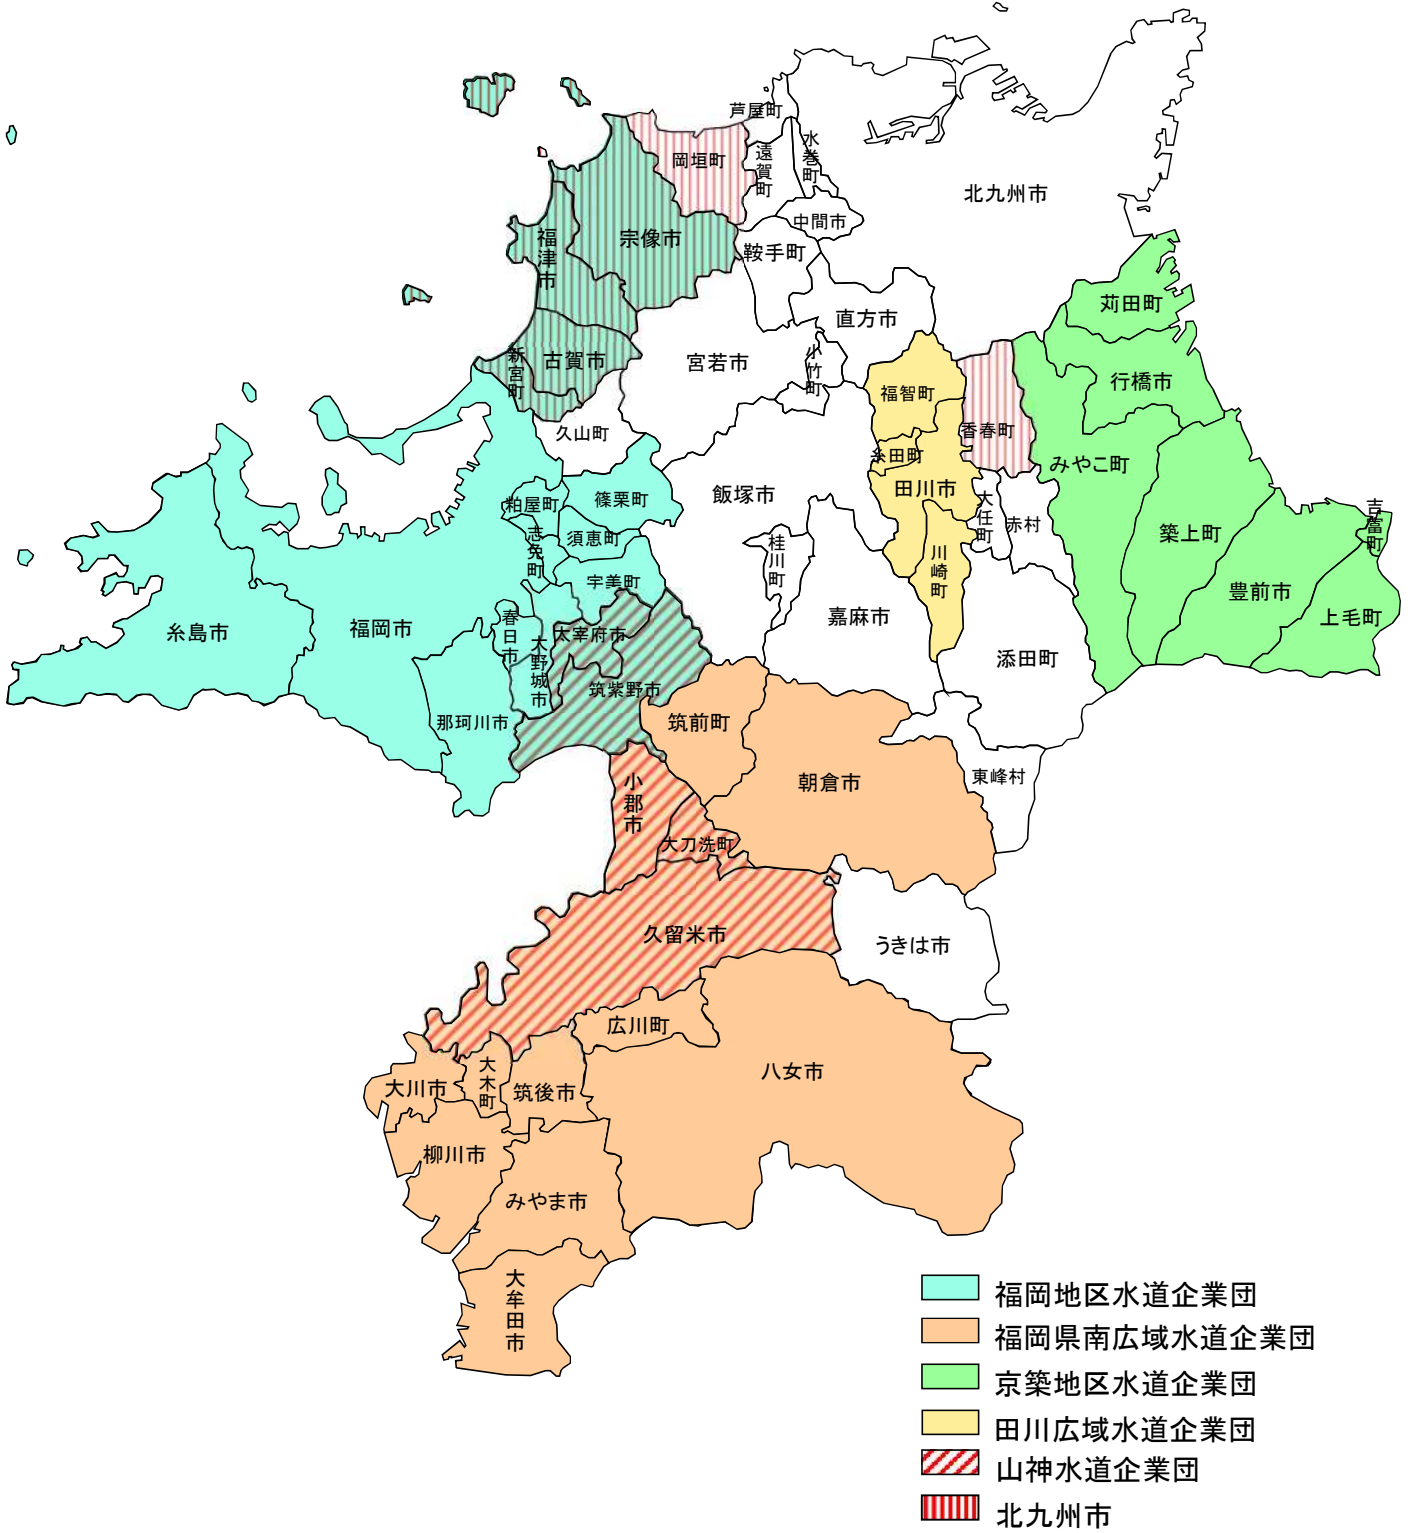 芦屋町
水巻町
遠賀町
岡垣町
北九州市
中間市
宗像市
福津市
鞍手町
苅田町
直方市
新宮町
古賀市
宮若市
小竹町
行橋市
福智町
久山町
香春町
糸田町
みやこ町
粕屋町
篠栗町
飯塚市
田川市
大任町
赤村
吉富町
志免町
須恵町
桂川町
築上町
宇美町
川崎町
豊前市
糸島市
福岡市
春日市
大野城市
太宰府市
嘉麻市
上毛町
添田町
筑紫野市
那珂川市
筑前町
小郡市
朝倉市
東峰村
大刀洗町
久留米市
うきは市
広川町
大川市
大木町
筑後市
八女市
柳川市
みやま市
大牟田市
福岡地区水道企業団
福岡県南広域水道企業団
京築地区水道企業団
田川広域水道企業団
山神水道企業団
北九州市